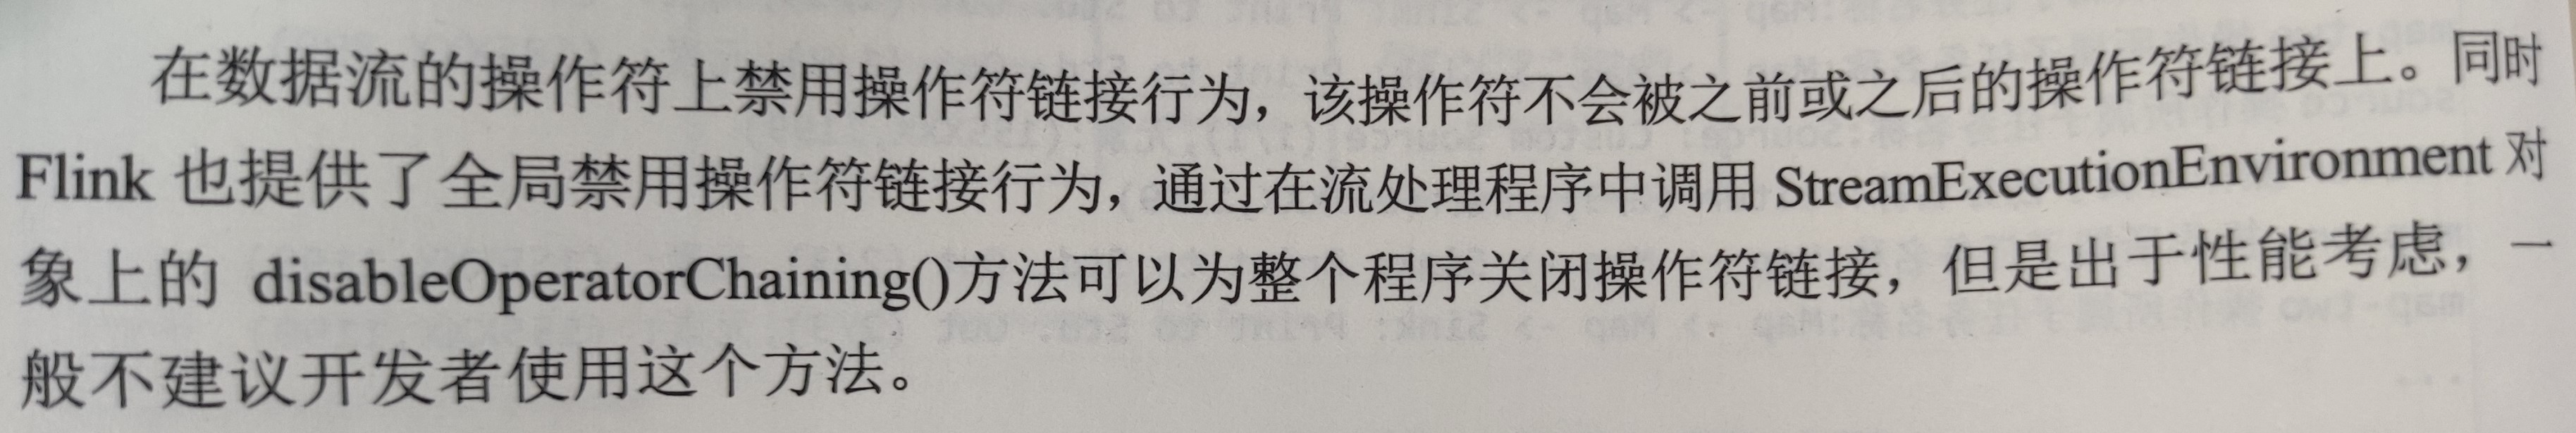 在数据流的操作符上禁用操作符链接行为，该操作符不会被之前或之后的操作符链接上。同时
Flink 也提供了全局禁用操作符链接行为，通过在流处理程序中调用 StreamExecutionEnvironment 对
象上的 disableOperatorChaining()方法可以为整个程序关闭操作符链接，但是出于性能考虑，一
般不建议开发者使用这个方法。